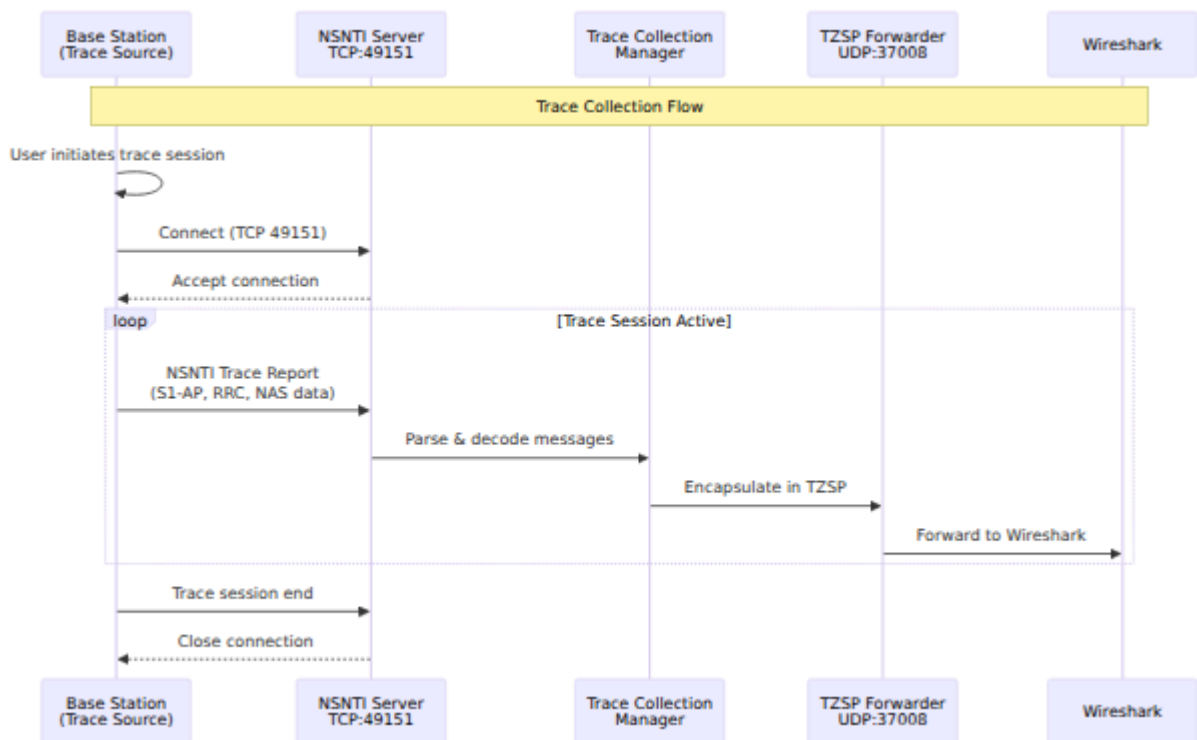 Base Station
(Trace Source)
NSNTI Server
TCP:49151
Trace Collection
Manager
TZSP Forwarder
UDP:37008
Wireshark
Trace Collection Flow
User initiates trace session
Connect (TCP 49151)
Accept connection
loop
[Trace Session Active]
NSNTI Trace Report
(S1-AP, RRC, NAS data)
Parse & decode messages
Encapsulate in TZSP
Forward to Wireshark
Trace session end
Close connection
Base Station
(Trace Source)
NSNTI Server
TCP:49151
Trace Collection
Manager
TZSP Forwarder
UDP:37008
Wireshark